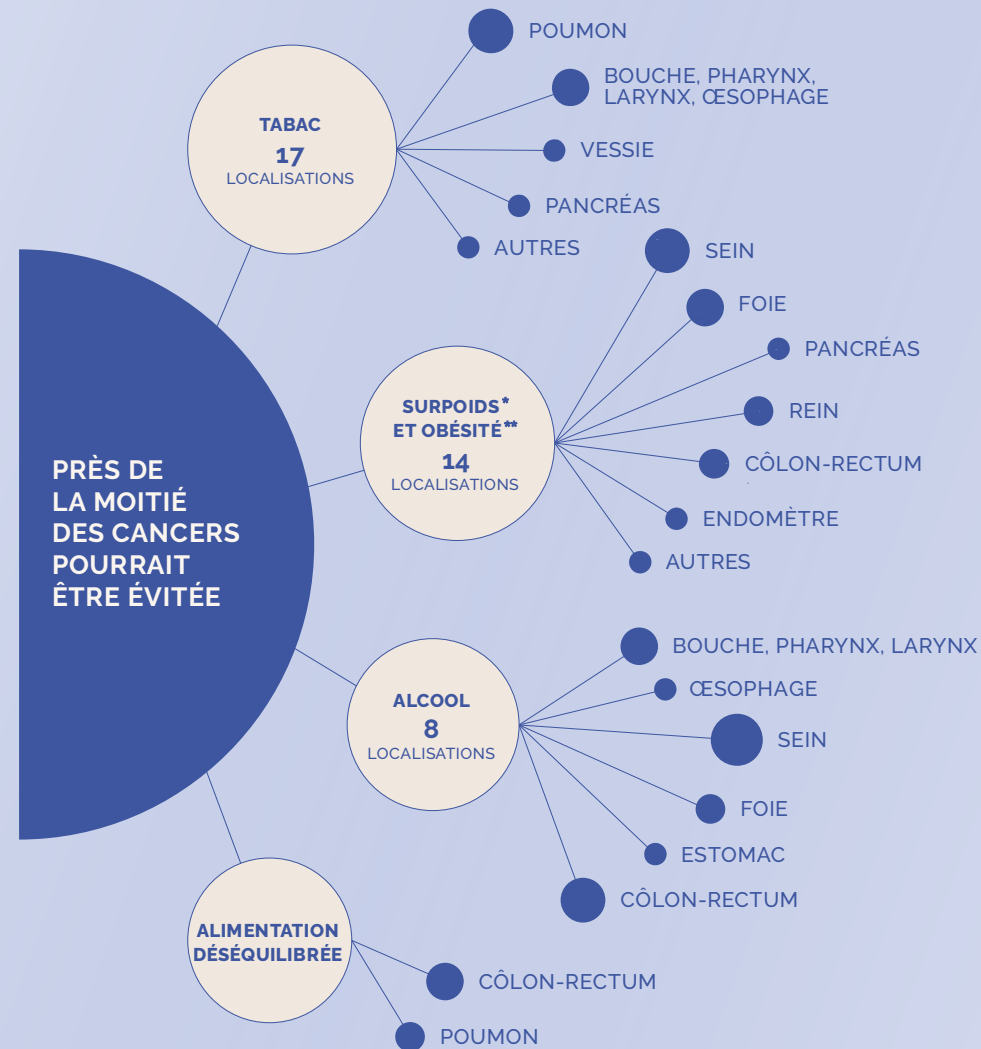 POUMON
BOUCHE, PHARYNX,
LARYNX, ŒSOPHAGE
TABAC
17
LOCALISATIONS
VESSIE
PANCRÉAS
AUTRES
SEIN
FOIE
PANCRÉAS
SURPOIDS*
ET OBÉSITÉ**
14
LOCALISATIONS
REIN
CÔLON-RECTUM
ENDOMÈTRE
AUTRES
PRÈS DE
LA MOITIÉ
DES CANCERS
POURRAIT
ÊTRE ÉVITÉE
BOUCHE, PHARYNX, LARYNX
ŒSOPHAGE
ALCOOL
8
LOCALISATIONS
SEIN
FOIE
ESTOMAC
CÔLON-RECTUM
ALIMENTATION
DÉSÉQUILIBRÉE
CÔLON-RECTUM
POUMON